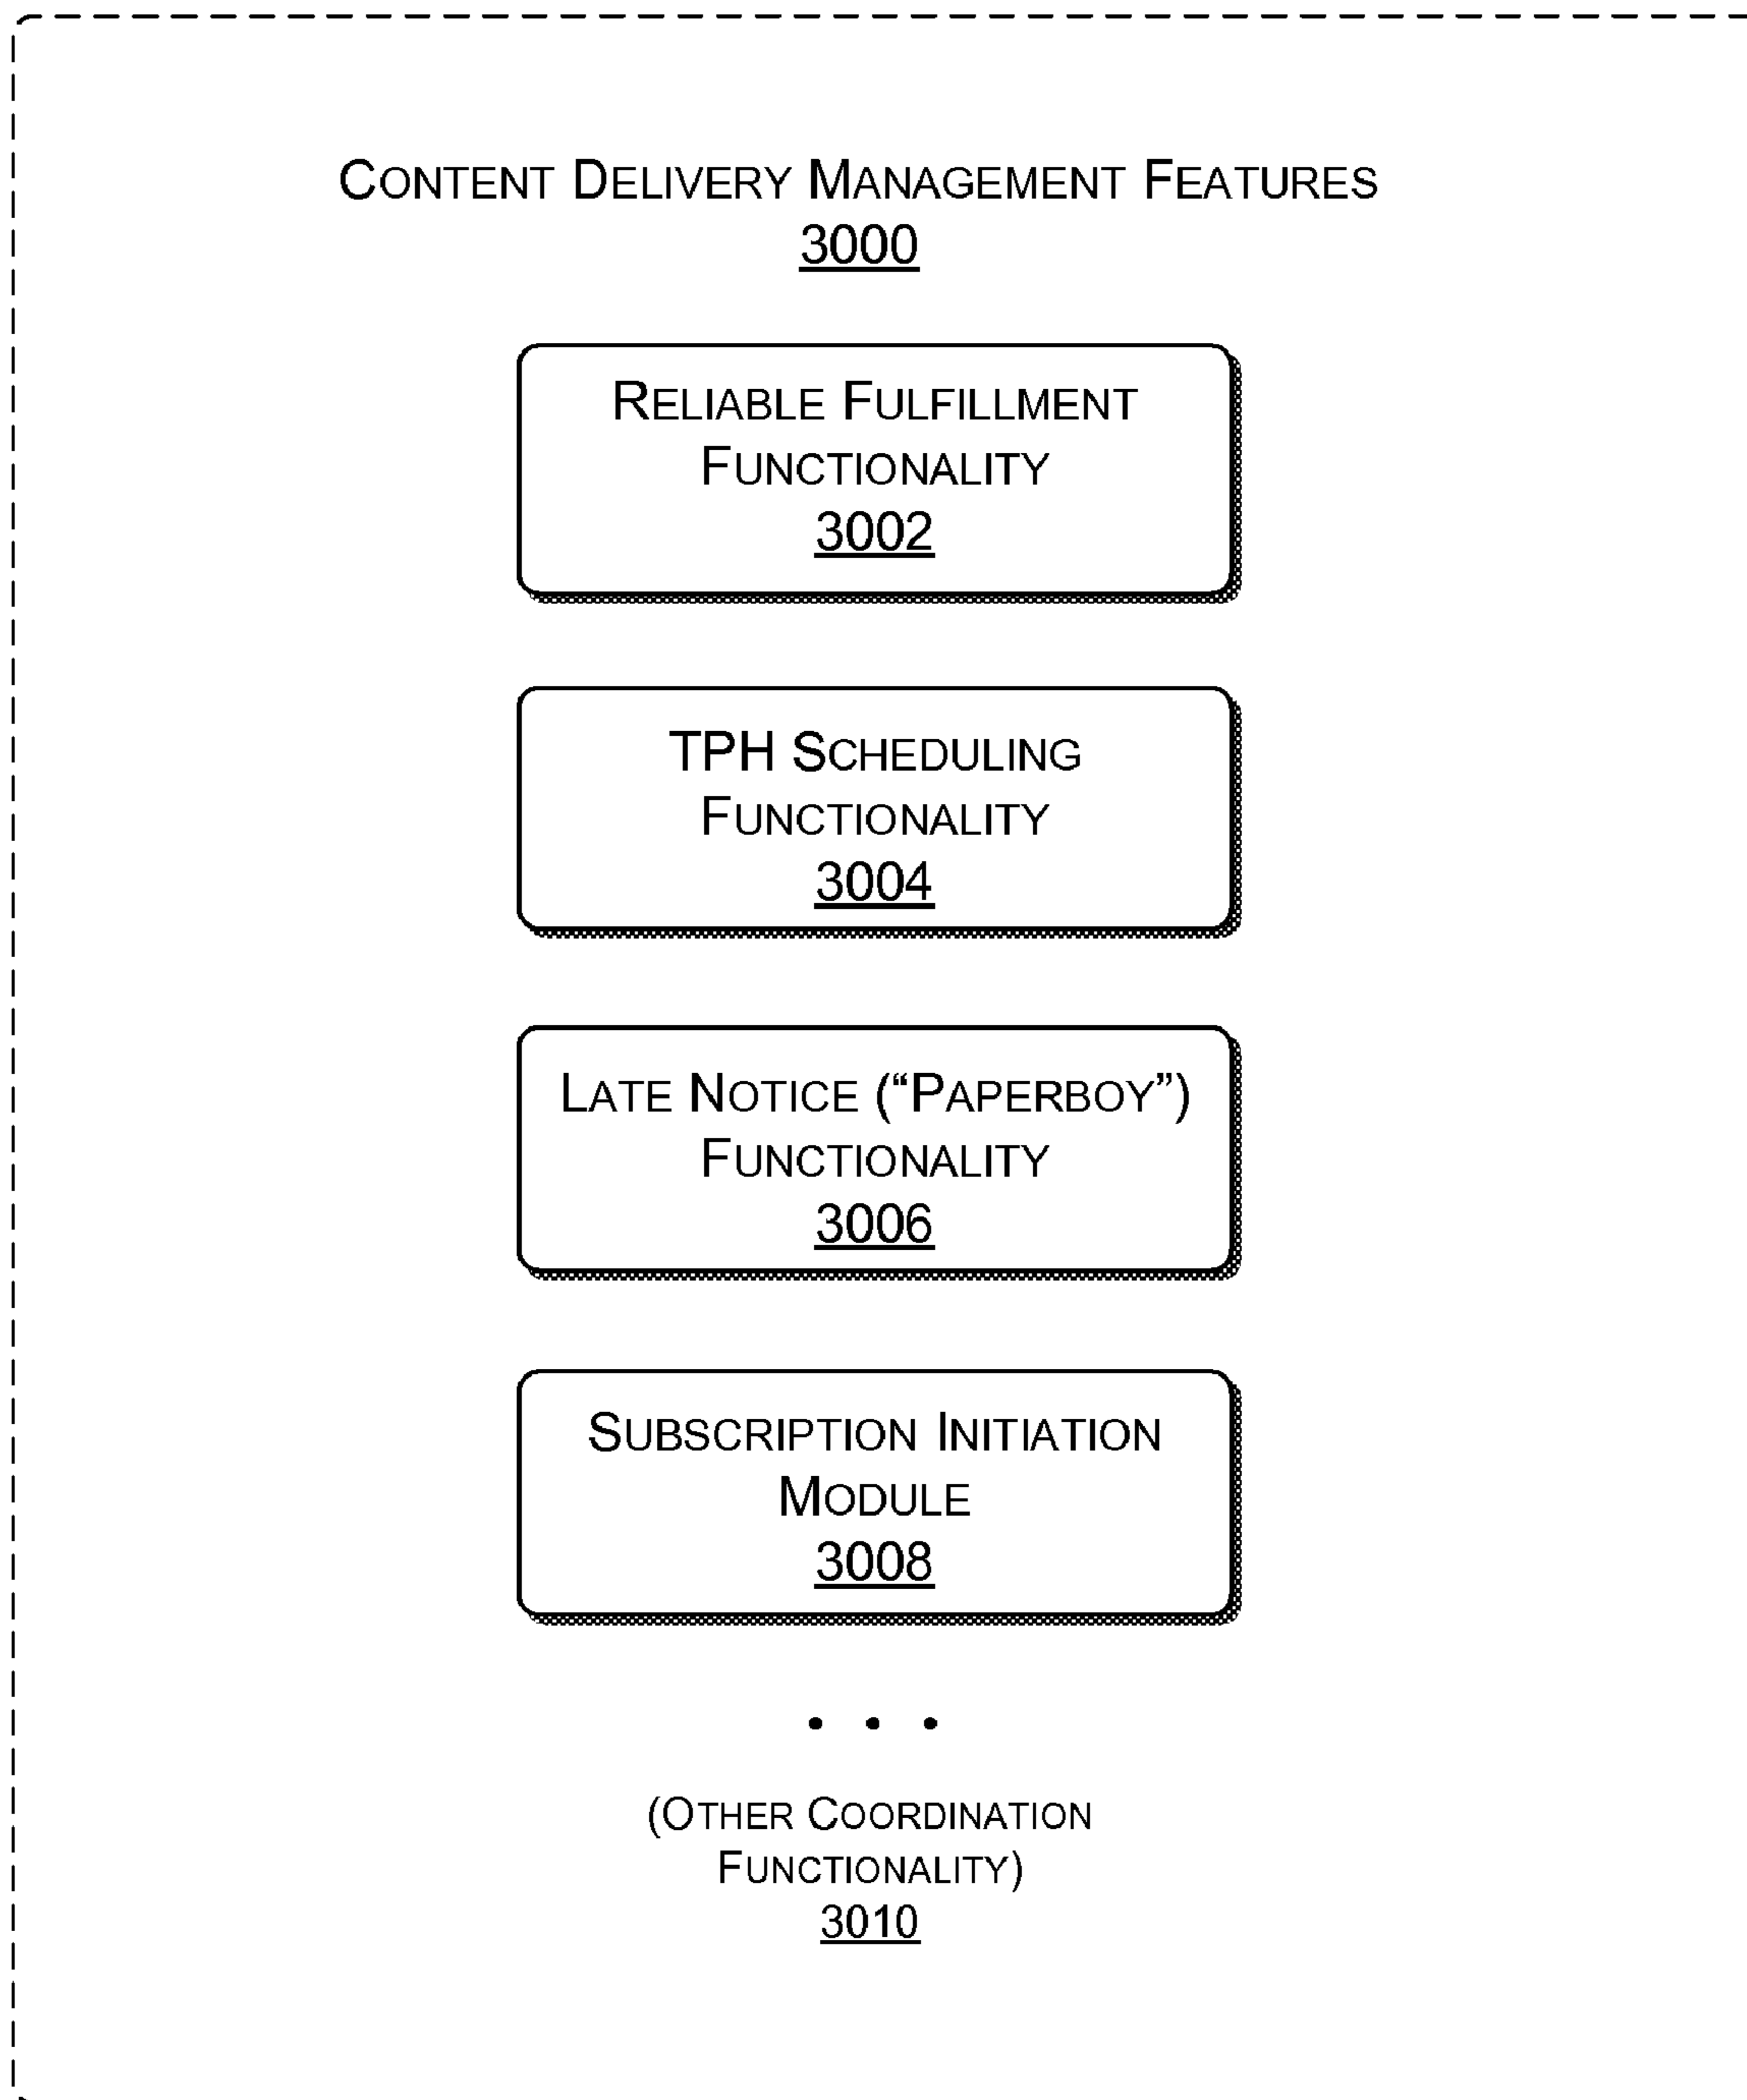 CONTENT DELIVERY MANAGEMENT FEATURES
3000
RELIABLE FULFILLMENT
FUNCTIONALITY
3002
TPH SCHEDULING
FUNCTIONALITY
3004
LATE NOTICE (“PAPERBOY”)
FUNCTIONALITY
3006
SUBSCRIPTION INITIATION
MODULE
3008
. . .
(OTHER COORDINATION
FUNCTIONALITY)
3010